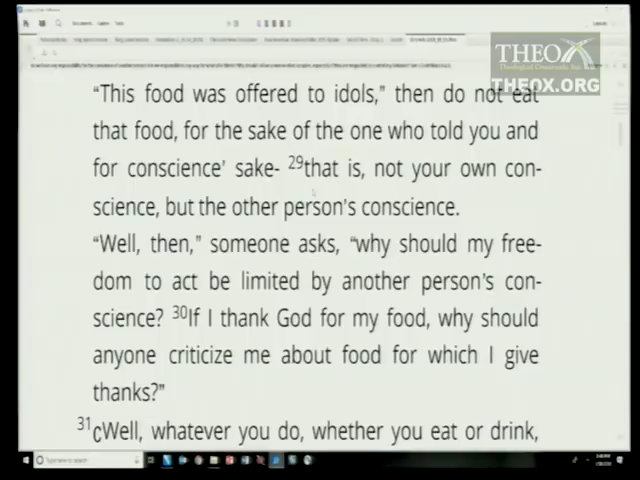 THEOX
THEOX.ORG
“This food was offered to idols,” then do not eat
that food, for the sake of the one who told you and
for conscience’ sake- 29that is, not your own con-
science, but the other person’s conscience.
“Well, then,” someone asks, “why should my free-
dom to act be limited by another person’s con-
science? 30If I thank God for my food, why should
anyone criticize me about food for which I give
thanks?”
31cWell, whatever you do, whether you eat or drink,
Type here to search